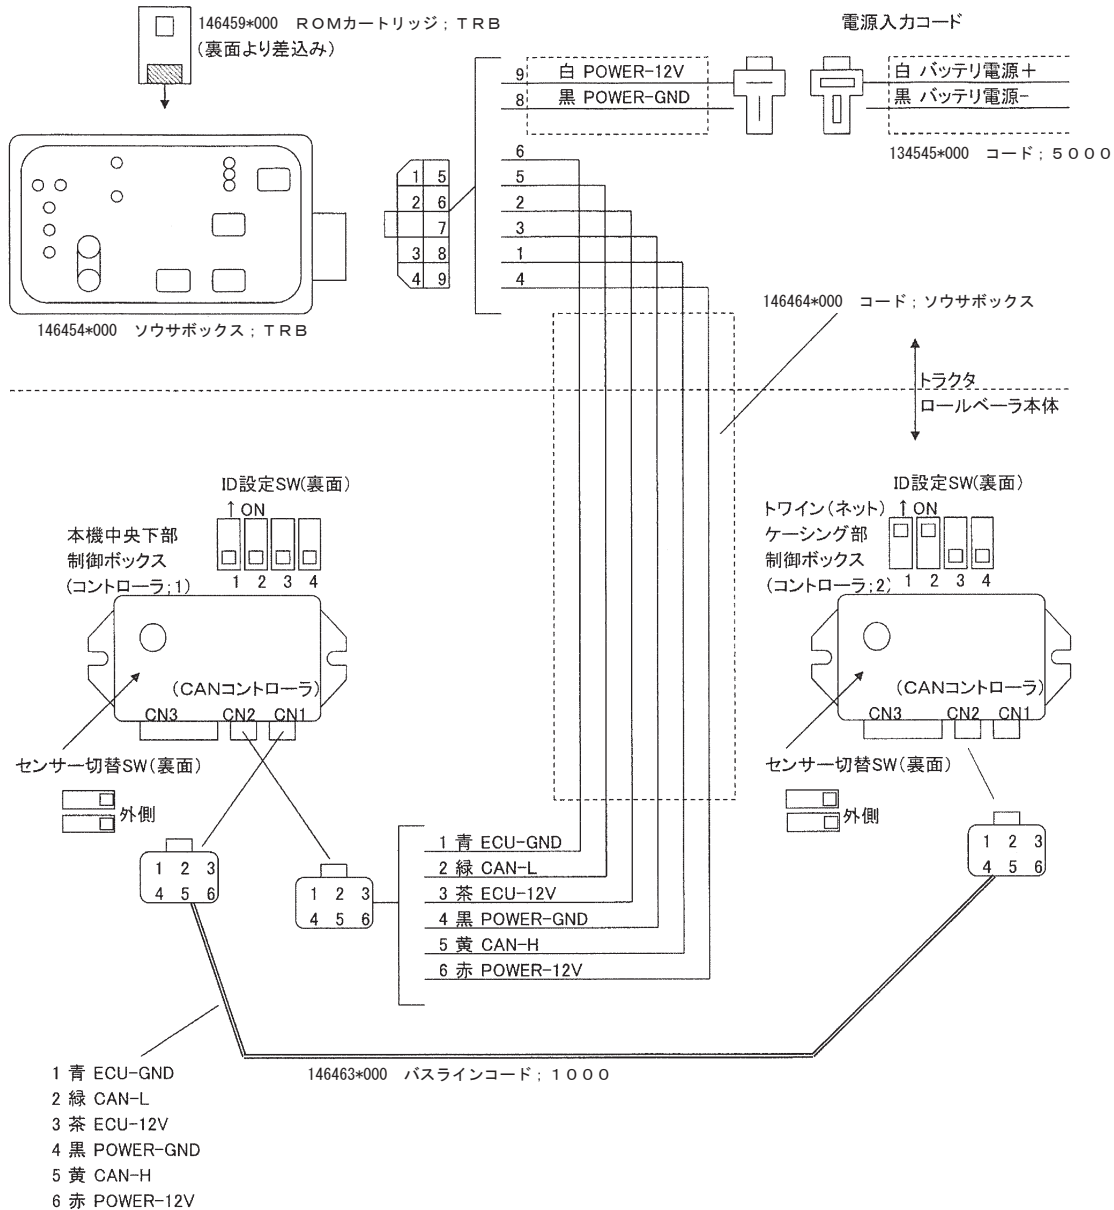 146459*000 ROMカートリッジ；TRB
(裏面より差込み)
電源入力コード
9 白 POWER-12V
8 黒 POWER-GND
白 バッテリ電源＋
黒 バッテリ電源-
134545*000 コード；5000
6
5
2
3
1
4
1 5
2 6
7
3 8
4 9
146454*000 ソウサボックス；TRB
146464*000 コード；ソウサボックス
トラクタ
ロールベーラ本体
ID設定SW(裏面)
↑ON
本機中央下部
制御ボックス
(コントローラ;1)
1 2 3 4
(CANコントローラ)
CN3 CN2 CN1
センサー切替SW(裏面)
外側
ID設定SW(裏面)
トワイン(ネット)
↑ON
ケーシング部
制御ボックス
(コントローラ;2)
1 2 3 4
(CANコントローラ)
CN3 CN2 CN1
センサー切替SW(裏面)
外側
1 2 3
4 5 6
1 2 3
4 5 6
1 2 3
4 5 6
1 青 ECU-GND
2 緑 CAN-L
3 茶 ECU-12V
4 黒 POWER-GND
5 黄 CAN-H
6 赤 POWER-12V
146463*000 バスラインコード；1000
1 青 ECU-GND
2 緑 CAN-L
3 茶 ECU-12V
4 黒 POWER-GND
5 黄 CAN-H
6 赤 POWER-12V